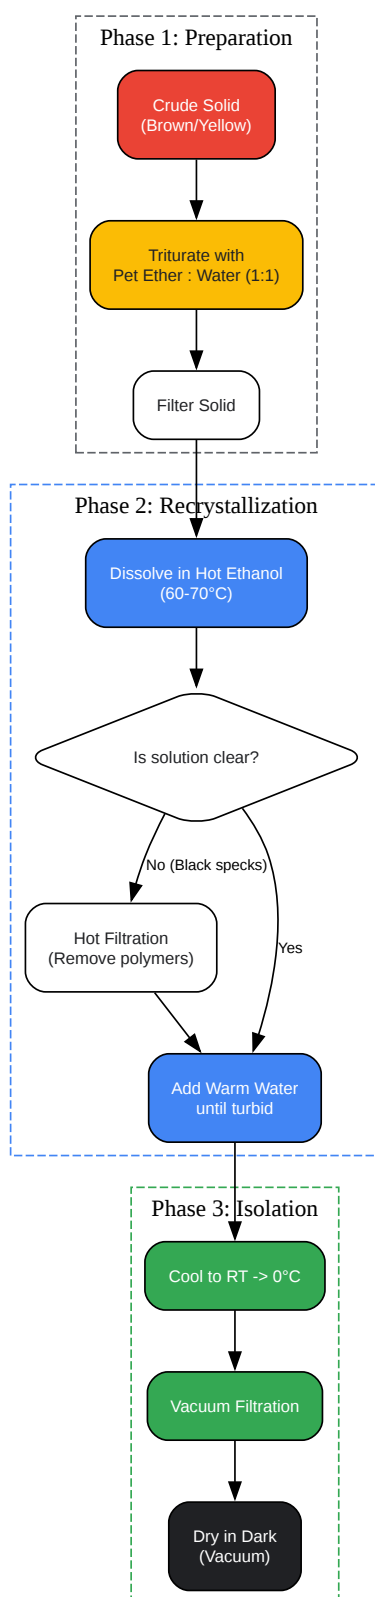 Phase 1: Preparation
Crude Solid
(Brown/Yellow)
Triturate with
Pet Ether : Water (1:1)
Filter Solid
Phase 2: Recrystallization
Dissolve in Hot Ethanol
(60-70°C)
Is solution clear?
No (Black specks)
Hot Filtration
(Remove polymers)
Yes
Add Warm Water
until turbid
Phase 3: Isolation
Cool to RT -> 0°C
Vacuum Filtration
Dry in Dark
(Vacuum)